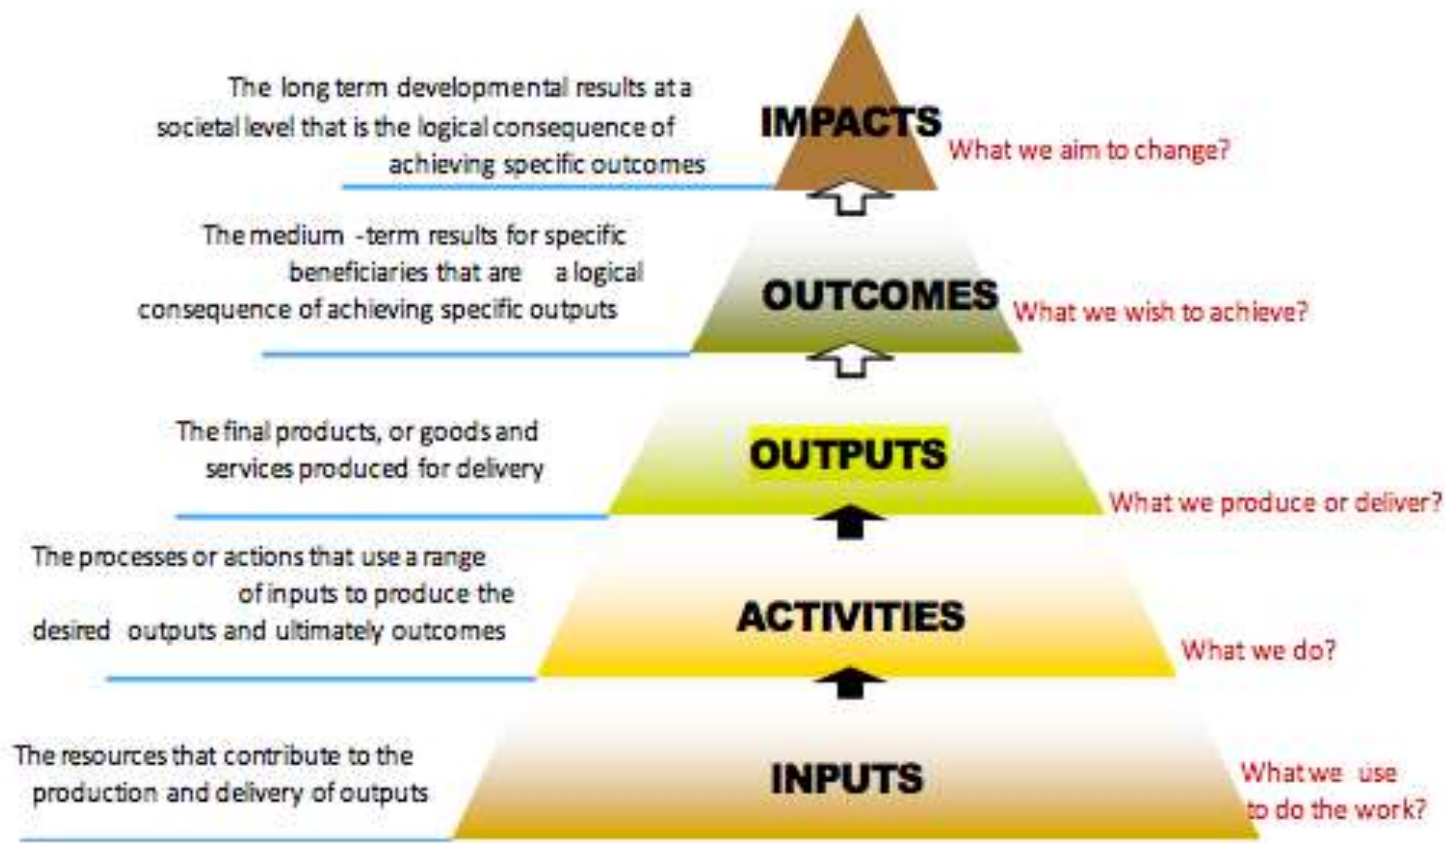 The long term developmental results at a
societal level that is the logical consequence of
achieving specific outcomes
IMPACTS
What we aim to change?
The medium -term results for specific
beneficiaries that are a logical
consequence of achieving specific outputs
OUTCOMES
What we wish to achieve?
The final products, or goods and
services produced for delivery
OUTPUTS
What we produce or deliver?
The processes or actions that use a range
of inputs to produce the
desired outputs and ultimately outcomes
ACTIVITIES
What we do?
The resources that contribute to the
production and delivery of outputs
INPUTS
What we use
to do the work?